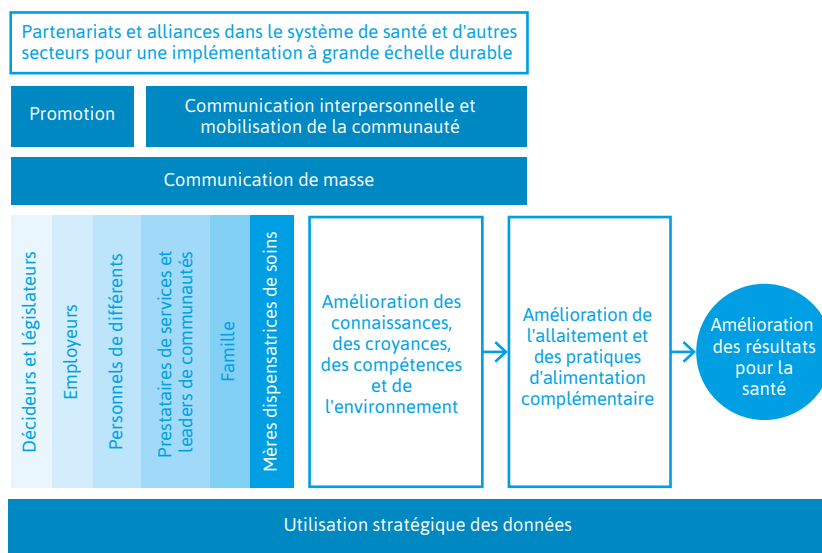 Partenariats et alliances dans le système de santé et d'autres
secteurs pour une implémentation à grande échelle durable
Promotion
Communication interpersonnelle et
mobilisation de la communauté
Communication de masse
Décideurs et législateurs
Employeurs
Personnels de différents
Prestataires de services et
leaders de communautés
Famille
Mères dispensatrices de soins
Amélioration des
connaissances,
des croyances,
des compétences
et de
l'environnement
Amélioration de
l'allaitement et
des pratiques
d'alimentation
complémentaire
Amélioration
des résultats
pour la
santé
Utilisation stratégique des données